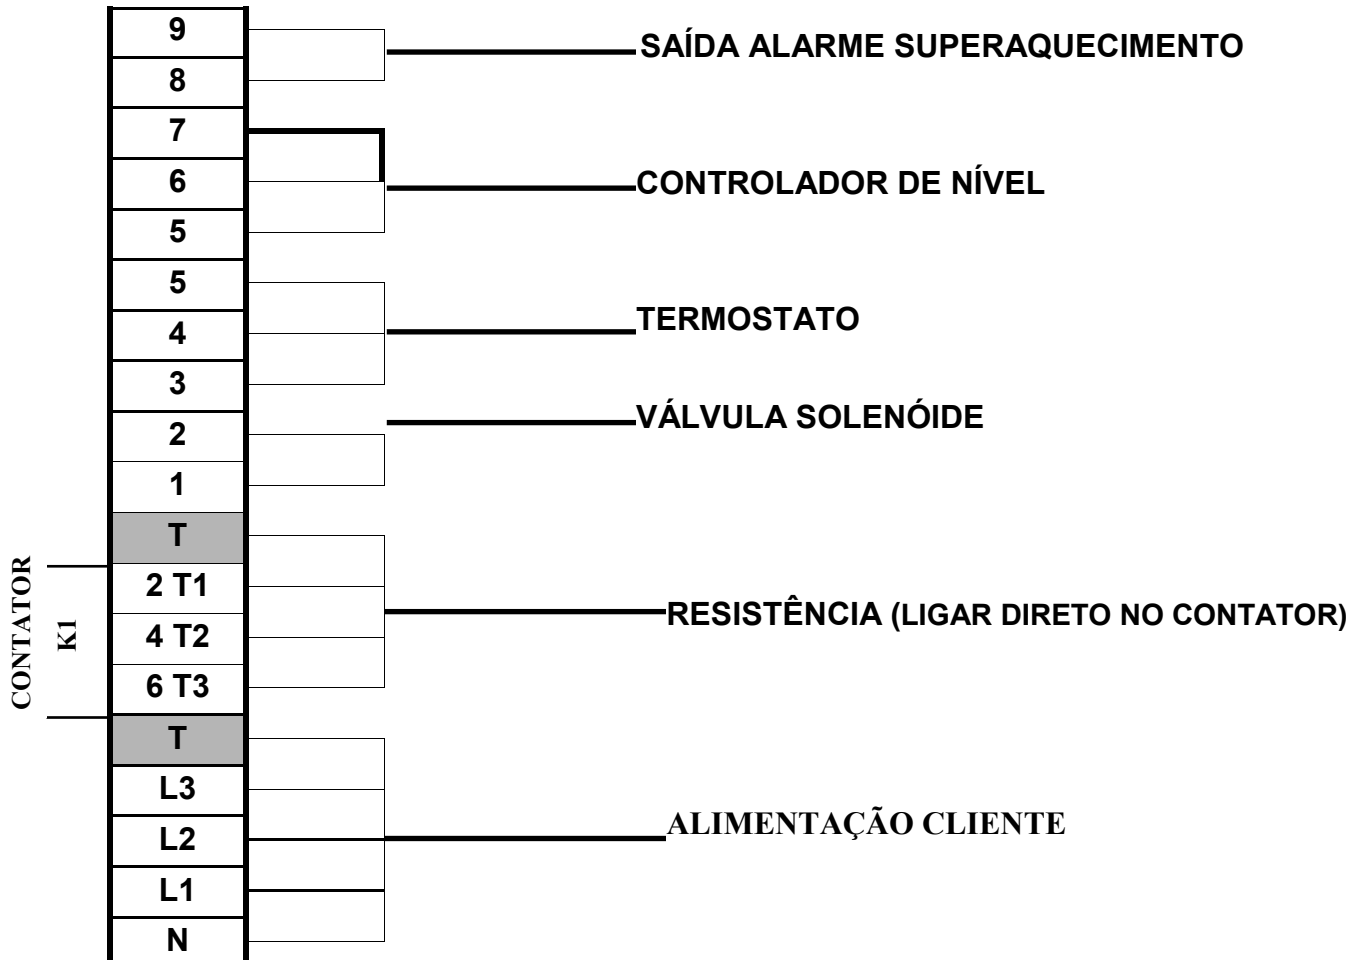 9
SAÍDA ALARME SUPERAQUECIMENTO
8
7
6
CONTROLADOR DE NÍVEL
5
5
4
TERMOSTATO
3
2
VÁLVULA SOLENÓIDE
1
T
CONTATOR
K1
2 T1
4 T2
RESISTÊNCIA (LIGAR DIRETO NO CONTATOR)
6 T3
T
L3
L2
ALIMENTAÇÃO CLIENTE
L1
N